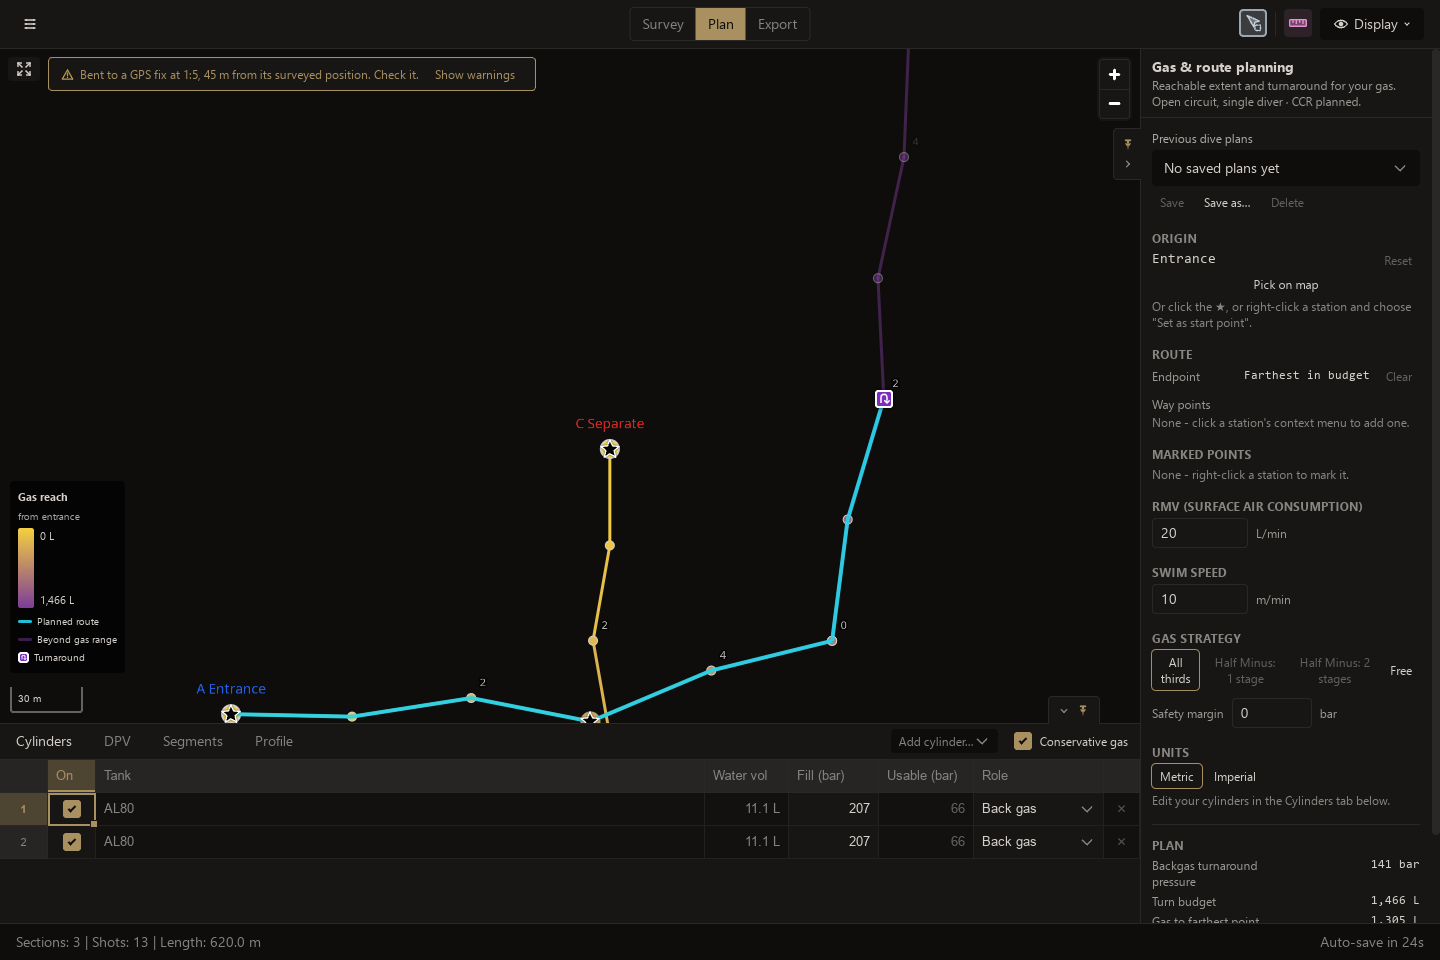 Survey
Plan
Export
Display
Bent to a GPS fix at 1:5, 45 m from its surveyed position. Check it.
Show warnings
4
2
C Separate
2
0
4
2
A Entrance
Gas reach
from entrance
0 L
1,466 L
Planned route
Beyond gas range
Turnaround
30 m
Gas & route planning
Reachable extent and turnaround for your gas.
Open circuit, single diver · CCR planned.
Previous dive plans
No saved plans yet
Save
Save as...
Delete
ORIGIN
Entrance
Reset
Pick on map
Or click the ★, or right-click a station and choose
"Set as start point".
ROUTE
Endpoint
Farthest in budget
Clear
Way points
None - click a station's context menu to add one.
MARKED POINTS
None - right-click a station to mark it.
RMV (SURFACE AIR CONSUMPTION)
20
L/min
SWIM SPEED
10
m/min
GAS STRATEGY
All
thirds
Half Minus:
1 stage
Half Minus: 2
stages
Free
Safety margin
0
bar
UNITS
Metric
Imperial
Edit your cylinders in the Cylinders tab below.
PLAN
Backgas turnaround
pressure
141 bar
Turn budget
1,466 L
Gas to farthest point
1,305 L
Cylinders
DPV
Segments
Profile
Add cylinder...
Conservative gas
On
Tank
Water vol
Fill (bar)
Usable (bar)
Role
1
AL80
11.1 L
207
66
Back gas
×
2
AL80
11.1 L
207
66
Back gas
×
Sections: 3 | Shots: 13 | Length: 620.0 m
Auto-save in 24s